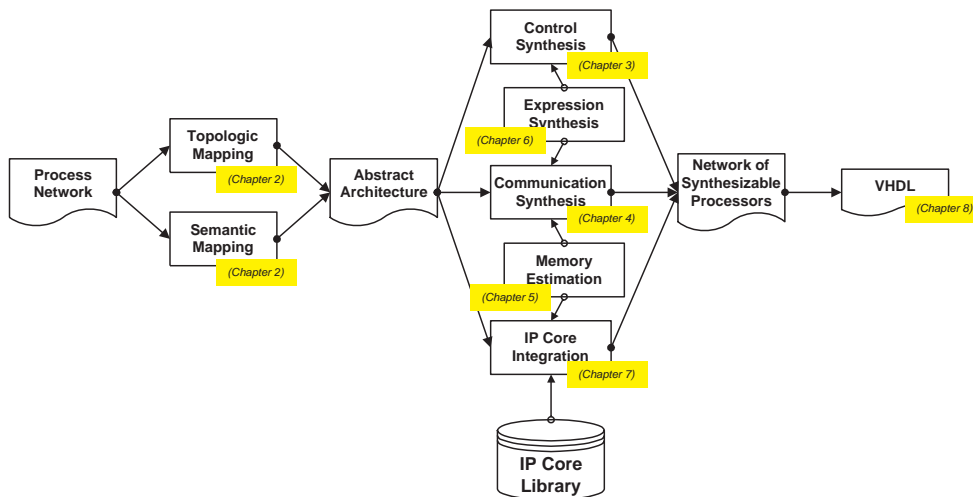 Process
Network
Topologic
Mapping
(Chapter 2)
Semantic
Mapping
(Chapter 2)
Abstract
Architecture
Control
Synthesis
(Chapter 3)
Expression
Synthesis
(Chapter 6)
Communication
Synthesis
(Chapter 4)
Memory
Estimation
(Chapter 5)
IP Core
Integration
(Chapter 7)
IP Core
Library
Network of
Synthesizable
Processors
VHDL
(Chapter 8)